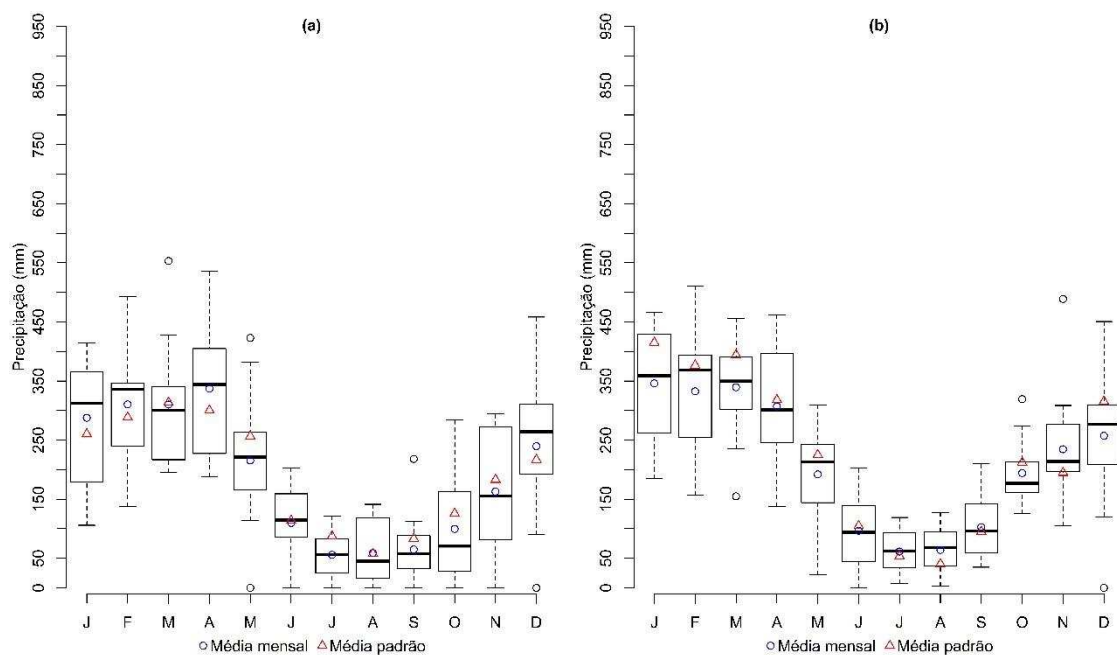 (a)
Precipitação (mm)
950
850
750
650
550
450
350
250
150
50
0
J F M A M J J A S O N D
Média mensal Média padrão
(b)
Precipitação (mm)
950
850
750
650
550
450
350
250
150
50
0
J F M A M J J A S O N D
Média mensal Média padrão